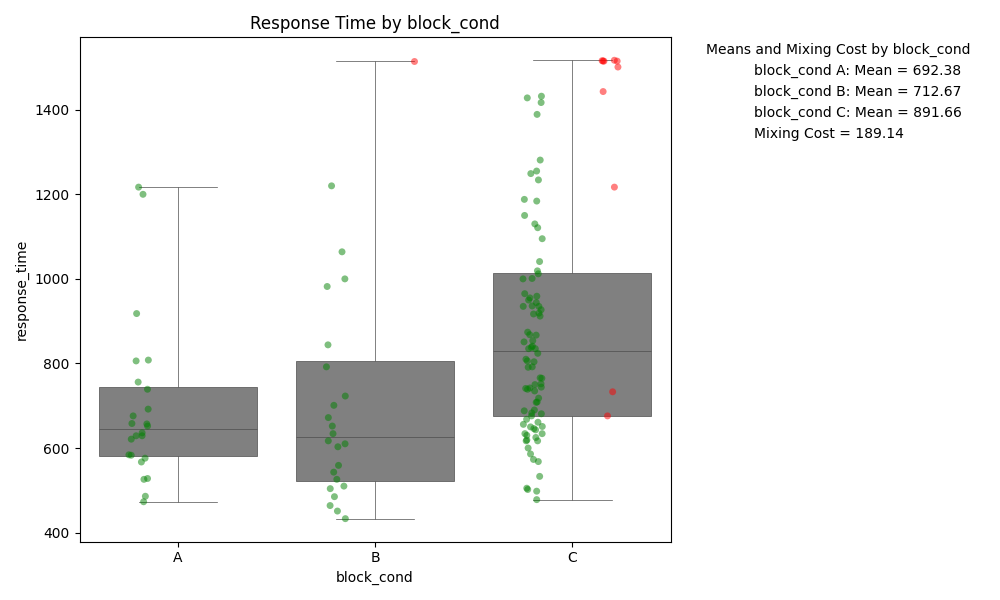 Response Time by block_cond
Means and Mixing Cost by block_cond
block_cond A: Mean = 692.38
block_cond B: Mean = 712.67
block_cond C: Mean = 891.66
Mixing Cost = 189.14
response_time
1400
1200
1000
800
600
400
A B C
block_cond